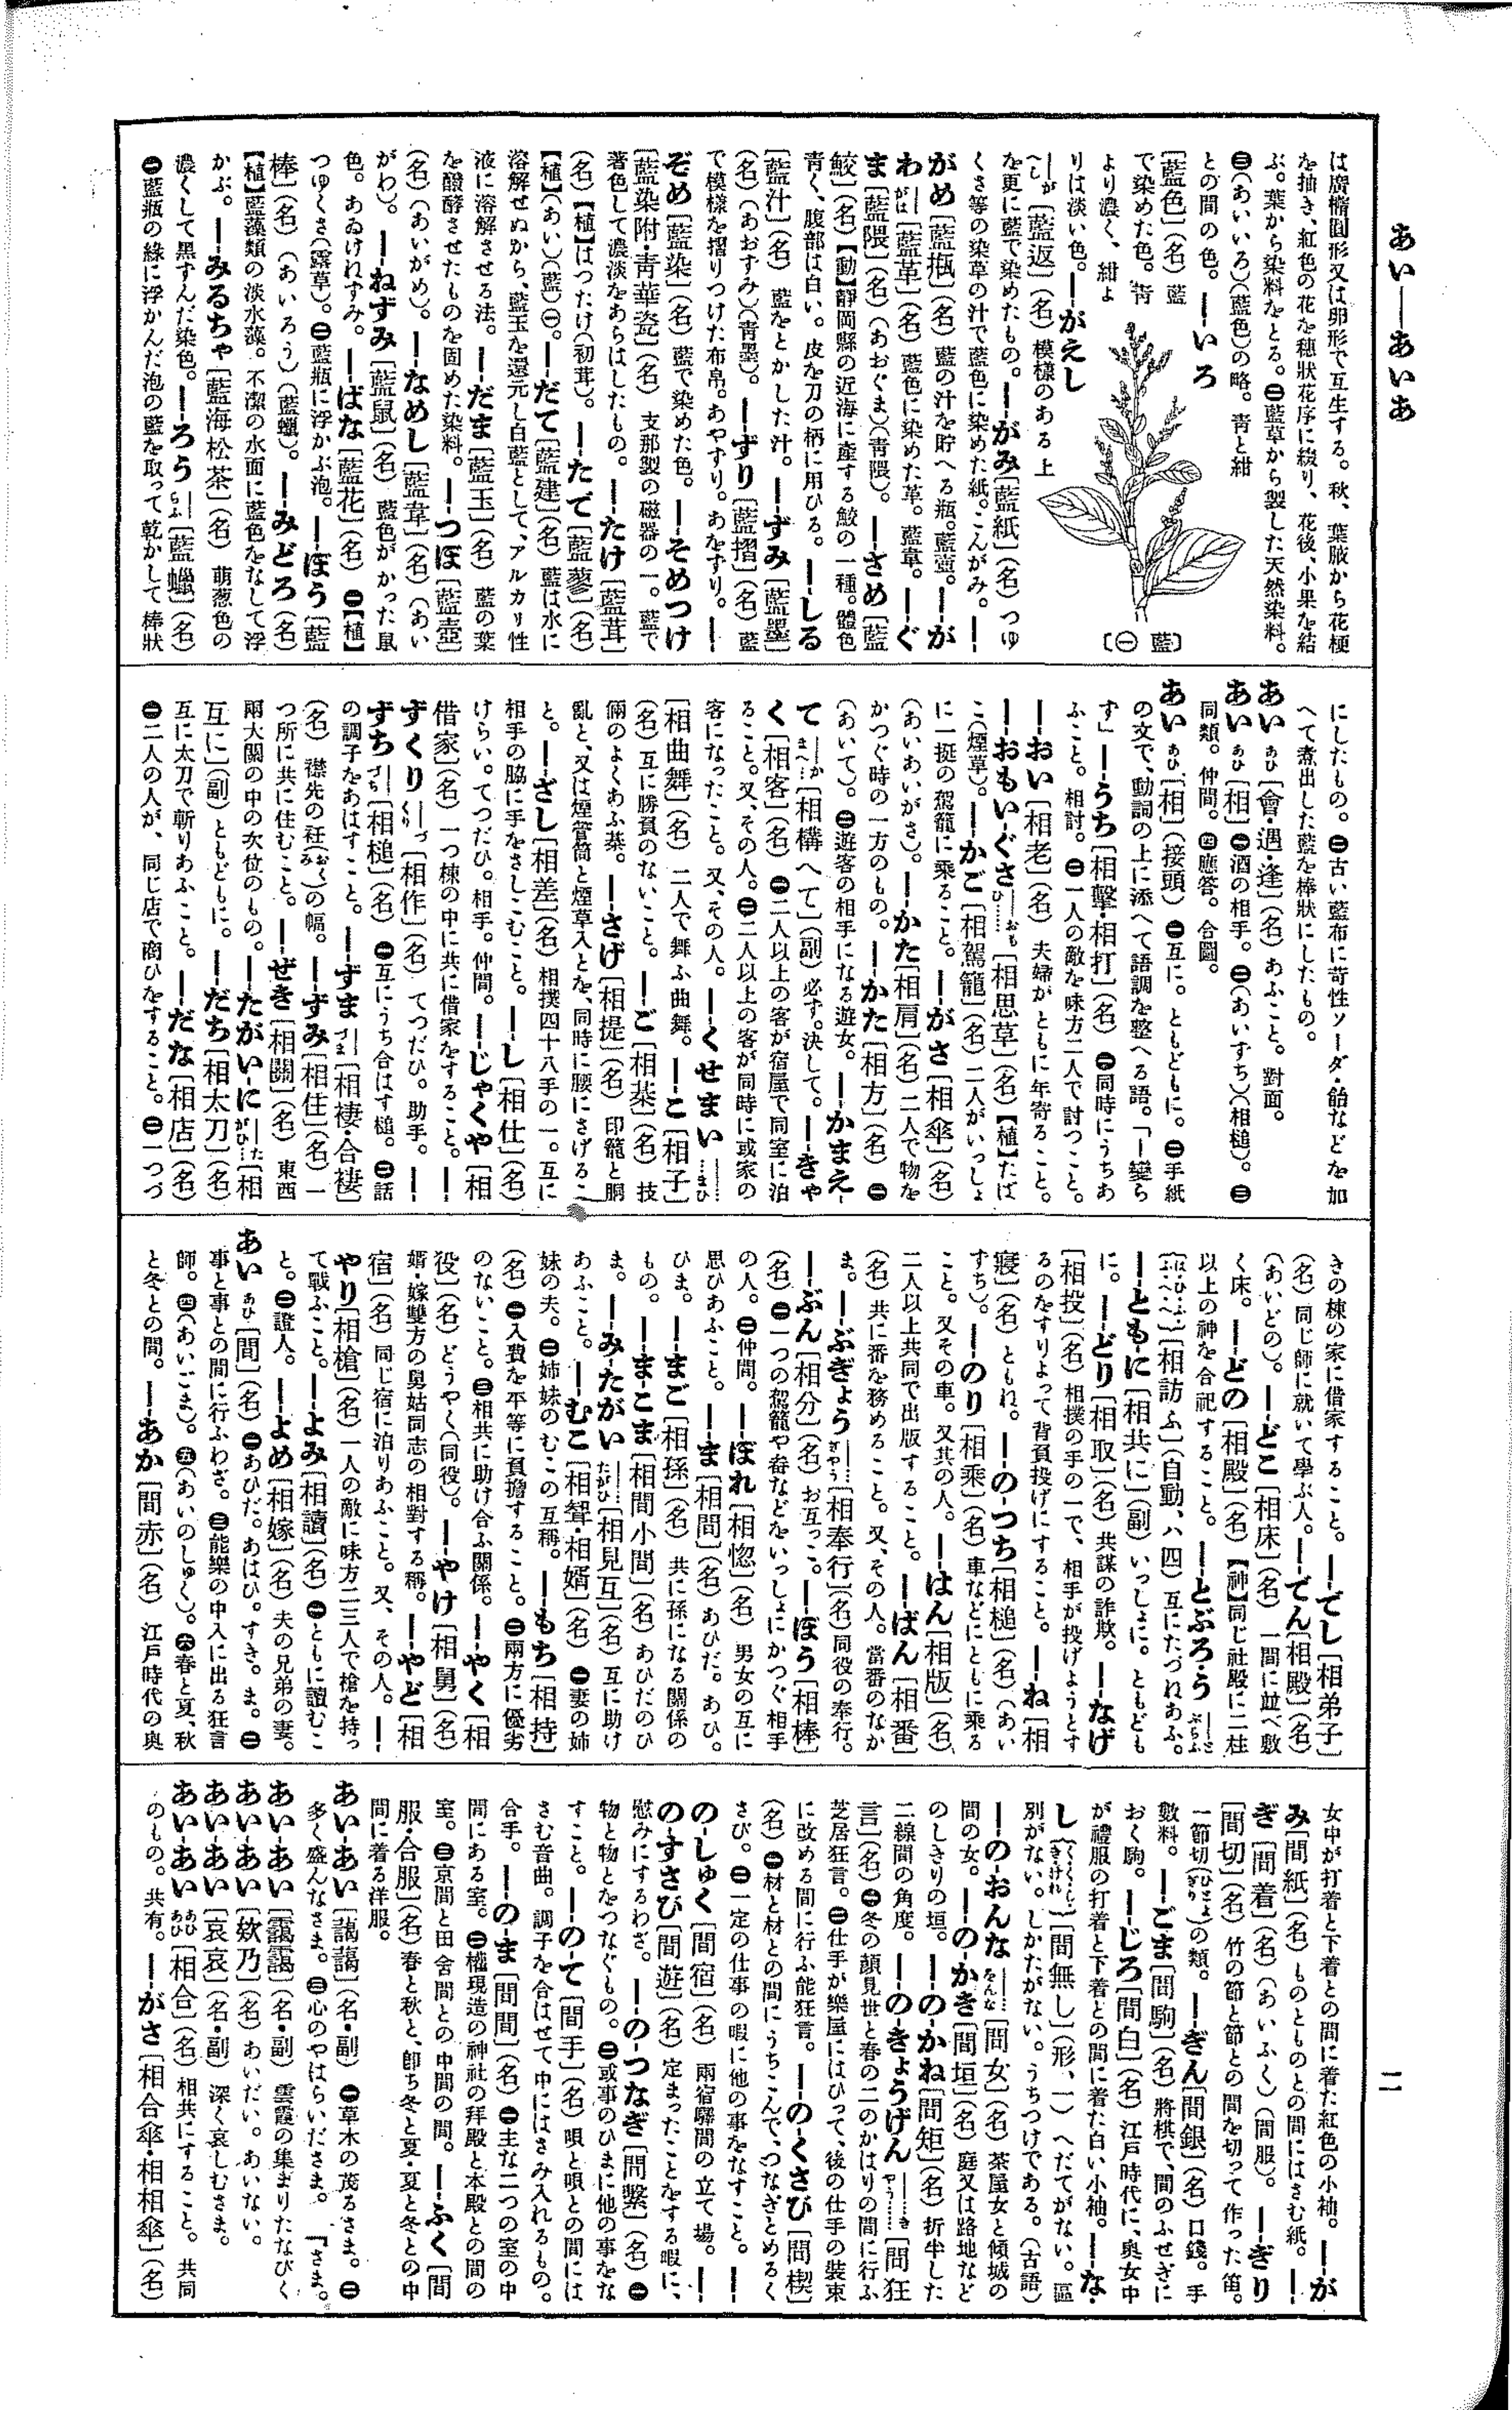 あい――あいあ
は廣橢圓形又は卵形で互生する。秋、葉腋から花梗
を抽き、紅色の花を穗狀花序に綴り、花後、小果を結
ぶ。葉から染料をとる。㊁藍草から製した天然染料。
㊂(あいいろ)(藍色)の略。靑と紺
との間の色。―いろ
[藍色](名) 藍
で染めた色。靑
より濃く、紺よ
りは淡い色。―がえし
―がへし[藍返](名) 模樣のある上
を更に藍で染めたもの。―がみ[藍紙](名) つゆ
くさ等の染草の汁で藍色に染めた紙。こんがみ。―
がめ[藍瓶](名) 藍の汁を貯へる瓶。藍壺。―が
わ―がは[藍革](名) 藍色に染めた革。藍韋。―ぐ
ま[藍隈](名)(あおぐま)(靑隈)。―さめ[藍
鮫](名)【動】靜岡縣の近海に產する鮫の一種。體色
靑く、腹部は白い。皮を刀の柄に用ひる。―しる
[藍汁](名) 藍をとかした汁。―ずみ[藍墨]
(名)(あおずみ)(靑墨)。―ずり[藍摺](名) 藍
で模樣を摺りつけた布帛。あやずり。あをずり。―
ぞめ[藍染](名) 藍で染めた色。―そめつけ
[藍染附・靑華瓷](名) 支那製の磁器の一。藍で
著色して濃淡をあらはしたもの。―たけ[藍茸]
(名)【植】はつたけ(初茸)。―たで[藍蓼](名)
【植】(あい)(藍)㊀。―だて[藍建](名) 藍は水に
溶解せぬから、藍玉を還元し白藍として、アルカリ性
液に溶解させる法。―だま[藍玉](名) 藍の葉
を醱酵させたものを固めた染料。―つぼ[藍壺]
(名)(あいがめ)。―なめし[藍韋](名)(あい
がわ)。―ねずみ[藍鼠](名) 藍色がかった鼠
色。あゐけねずみ。―ばな[藍花](名) ㊀【植】
つゆくさ(露草)。㊁藍瓶に浮かぶ泡。―ぼう[藍
棒](名)(あいろう)(藍蠟)。―みどろ(名)
【植】藍藻類の淡水藻。不潔の水面に藍色をなして浮
かぶ。―みるちゃ[藍海松茶](名) 萌葱色の
濃くして黑ずんだ染色。―ろう―らふ[藍蠟](名)
㊀藍瓶の緣に浮かんだ泡の藍を取って乾かして棒狀
〔㊀ 藍〕
にしたもの。㊁古い藍布に苛性ソーダ・飴などを加
へて煮出した藍を棒狀にしたもの。
あい あひ[會・遇・逢](名) あふこと。對面。
あい あひ[相] ㊀酒の相手。㊁(あいずち)(相槌)。㊂
同類。仲間。㊃應答。合圖。
あい あひ[相](接頭) ㊀互に。ともどもに。㊁手紙
の文で、動詞の上に添へて語調を整へる語。「―變ら
ず」―うち[相擊・相打](名) ㊀同時にうちあ
ふこと。相討。㊁一人の敵を味方二人で討つこと。
―おい[相老](名) 夫婦がともに年寄ること。
―おもいぐさ―おもひ……[相思草](名)【植】たば
こ(煙草)。―かご[相駕籠](名) 二人がいっしょ
に一挺の駕籠に乘ること。―がさ[相傘](名)
(あいあいがさ)。―かた[相肩](名) 二人で物を
かつぐ時の一方のもの。―かた[相方](名) ㊀
(あいて)。㊁遊客の相手になる遊女。―かまえ-
て―かまへ…[相構へて](副) 必ず。決して。―きゃ
く[相客](名) ㊀二人以上の客が宿屋で同室に泊
ること。又、その人。㊁二人以上の客が同時に或家の
客になったこと。又、その人。―くせまい―……まひ
[相曲舞](名) 二人で舞ふ曲舞。―こ[相子]
(名) 互に勝負のないこと。―ご[相棊](名) 技
倆のよくあふ棊。―さげ[相提](名) 印籠と胴
亂と、又は煙管筒と煙草入とを、同時に腰にさげるこ
と。―ざし[相差](名) 相撲四十八手の一。互に
相手の脇に手をさしこむこと。―し[相仕](名)
けらい。てつだひ。相手。仲間。―じゃくや[相
借家](名) 一つ棟の中に共に借家をすること。―
ずくり―づくり[相作](名) てつだひ。助手。―
ずち―づち[相槌](名) ㊀互にうち合はす槌。㊁話
の調子をあはすこと。―ずま―づま[相褄・合褄]
(名) 襟先の衽(おくみ)の幅。―ずみ[相住](名) 一
つ所に共に住むこと。―ぜき[相關](名) 東西
兩大關の中の次位のもの。―たがいに―たがひ…[相
互に](副) ともどもに。―だち[相太刀](名)
互に太刀で斬りあふこと。―だな[相店](名)
㊀二人の人が、同じ店で商ひをすること。㊁一つづ
きの棟の家に借家すること。―でし[相弟子]
(名) 同じ師に就いて學ぶ人。―でん[相殿](名)
(あいどの)。―どこ[相床](名) 一間に並べ敷
く床。―どの[相殿](名)【神】同じ社殿に二柱
以上の神を合祀すること。―とぶろ・う―とぶらふ
[相訪ふ](自動、ハ四) 互にたづねあふ。
―ともに[相共に](副) いっしょに。ともども
に。―どり[相取](名) 共謀の詐欺。―なげ
[相投](名) 相撲の手の一で、相手が投げようとす
るのをすりよって背負投げにすること。―ね[相
寢](名) ともね。―のつち[相槌](名)(あい
ずち)。―のり[相乘](名) 車などにともに乘る
こと。又その車。又其の人。―はん[相版](名)
二人以上共同で出版すること。―ばん[相番]
(名) 共に番を務めること。又、その人。當番のなか
ま。―ぶぎょう―…ぎやう[相奉行](名) 同役の奉行。
―ぶん[相分](名) お互っこ。―ぼう[相棒]
(名) ㊀一つの駕籠や畚などをいっしょにかつぐ相手
の人。㊁仲間。―ぼれ[相惚](名) 男女の互に
思ひあふこと。―ま[相間](名) あひだ。あひ。
ひま。―まご[相孫](名) 共に孫になる關係の
もの。―まこま[相間小間](名) あひだのひ
ま。―みたがい―…たがひ[相見互](名) 互に助け
あふこと。―むこ[相聟・相婿](名) ㊀妻の姉
妹の夫。㊁姉妹のむこの互稱。―もち[相持]
(名) ㊀入費を平等に負擔すること。㊁兩方に優劣
のないこと。㊂相共に助け合ふ關係。―やく[相
役](名) どうやく(同役)。―やけ[相舅](名)
婿・嫁雙方の舅姑同志の相對する稱。―やど[相
宿](名) 同じ宿に泊りあふこと。又、その人。―
やり[相槍](名) 一人の敵に味方二三人で槍を持っ
て戰ふこと。―よみ[相讀](名) ㊀ともに讀むこ
と。㊁證人。―よめ[相嫁](名) 夫の兄弟の妻。
あい あひ[間](名) ㊀あひだ。あはひ。すき。ま。㊁
事と事との間に行ふわざ。㊂能樂の中入に出る狂言
師。㊃(あいごま)。㊄(あいのしゅく)。㊅春と夏、秋
と冬との間。―あか[間赤](名) 江戶時代の奧
女中が打着と下着との間に着た紅色の小袖。―が
み[間紙](名) ものとものとの間にはさむ紙。―
ぎ[間着](名)(あいふく)(間服)。―ぎり
[間切](名) 竹の節と節との間を切って作った笛。
一節切(ひとよぎり)の類。―ぎん[間銀](名) 口錢。手
數料。―ごま[間駒](名) 將棋で、間のふせぎに
おく駒。―じろ[間白](名) 江戶時代に、奧女中
が禮服の打着と下着との間に着た白い小袖。―な・
し[間無し](形、一) へだてがない。區
別がない。しかたがない。うちつけである。(古語)
―のおんな―…をんな[間女](名) 茶屋女と傾城の
間の女。―のかき[間垣](名) 庭又は路地など
のしきりの垣。―のかね[間矩](名) 折半した
二線間の角度。―のきょうげん―…きやう……[間狂
言](名) ㊀冬の顏見世と春の二のかはりの間に行ふ
芝居狂言。㊁仕手が樂屋にはひって、後の仕手の裝束
に改める間に行ふ能狂言。―のくさび[間楔]
(名) ㊀材と材との間にうちこんで、つなぎとめるく
さび。㊁一定の仕事の暇に他の事をなすこと。―
の-しゅく[間宿](名) 兩宿驛間の立て場。―
の-すさび[間遊](名) 定まったことをする暇に、
慰みにするわざ。―のつなぎ[間繫](名) ㊀
物と物とをつなぐもの。㊁或事のひまに他の事をな
すこと。―のて[間手](名) 唄と唄との間には
さむ音曲。調子を合はせて中にはさみ入れるもの。
合手。―のま[間間](名) ㊀主な二つの室の中
間にある室。㊁權現造の神社の拜殿と本殿との間の
室。㊂京間と田舍間との中間の間。―ふく[間
服・合服](名) 春と秋と、卽ち冬と夏・夏と冬との中
間に着る洋服。
あい-あい[藹藹](名・副) ㊀草木の茂るさま。㊁
多く盛んなさま。㊂心のやはらいださま。「さま。
あい-あい[靄靄](名・副) 雲霞の集まりたなびく
あい-あい[欸乃](名) あいだい。あいない。
あい-あい[哀哀](名・副) 深く哀しむさま。
あい-あい あひあひ[相合](名) 相共にすること。共同
のもの。共有。―がさ[相合傘・相相傘](名)
二